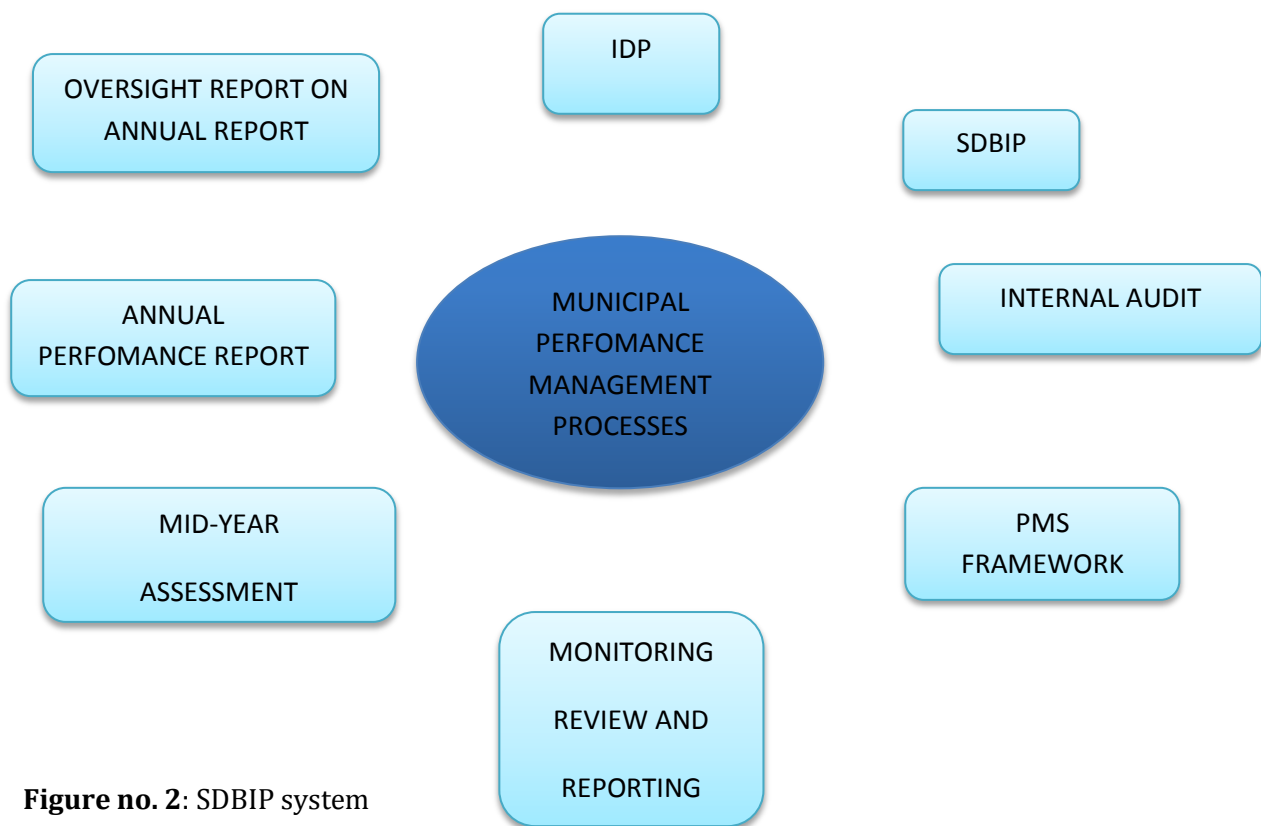 IDP
OVERSIGHT REPORT ON
ANNUAL REPORT
SDBIP
INTERNAL AUDIT
ANNUAL
PERFOMANCE REPORT
MUNICIPAL
PERFOMANCE
MANAGEMENT
PROCESSES
MID-YEAR
ASSESSMENT
PMS
FRAMEWORK
MONITORING
REVIEW AND
REPORTING
Figure no. 2: SDBIP system